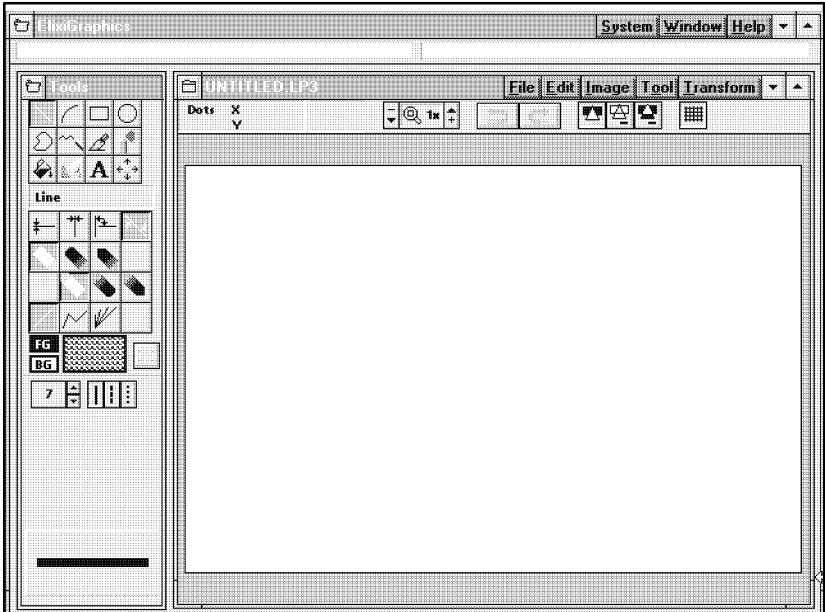 ElixiGraphics System Window Help
Tools
UNTITLED.LP3 File Edit Image Tool Transform
Dots X 1x
Y
A
Line
FG
BG
7